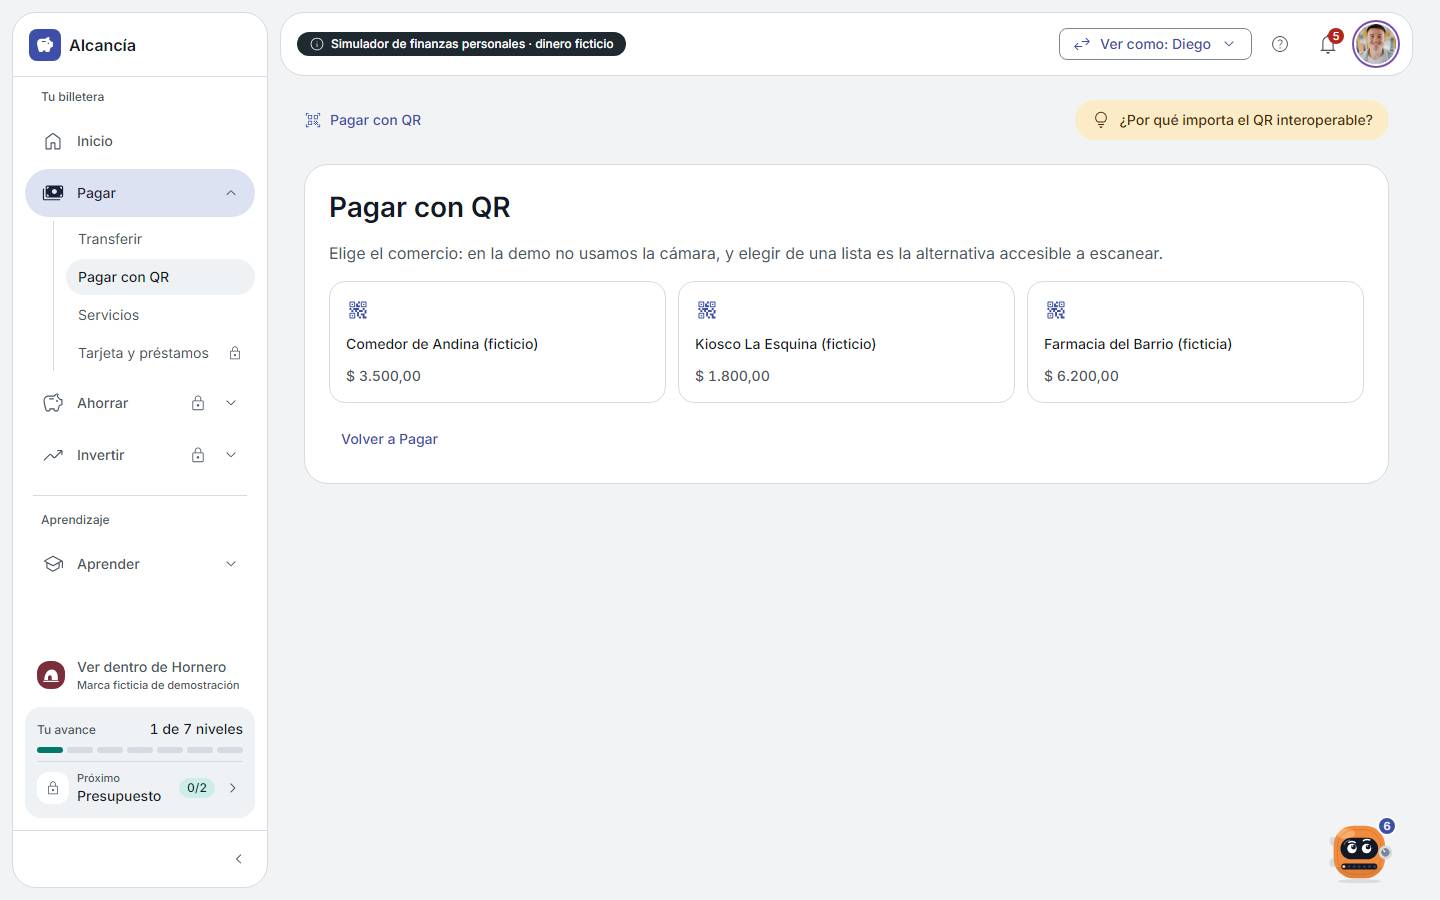 Alcancía
Tu billetera
Inicio
Pagar
Transferir
Pagar con QR
Servicios
Tarjeta y préstamos
Ahorrar
Invertir
Aprendizaje
Aprender
Ver dentro de Hornero
Marca ficticia de demostración
Tu avance 1 de 7 niveles
Próximo
Presupuesto 0/2
Simulador de finanzas personales · dinero ficticio
Ver como: Diego
5
Pagar con QR
¿Por qué importa el QR interoperable?
Pagar con QR
Elige el comercio: en la demo no usamos la cámara, y elegir de una lista es la alternativa accesible a escanear.
Comedor de Andina (ficticio)
$ 3.500,00
Kiosco La Esquina (ficticio)
$ 1.800,00
Farmacia del Barrio (ficticia)
$ 6.200,00
Volver a Pagar
6